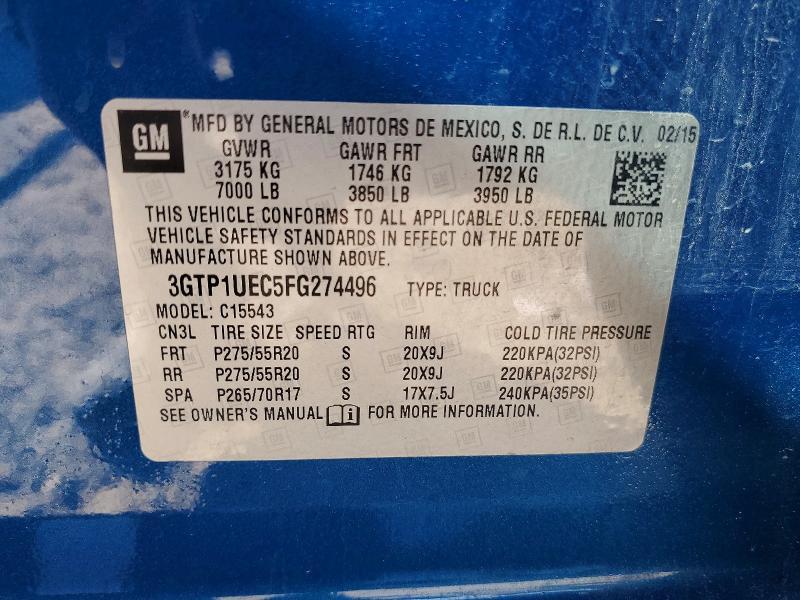 GM
® MFD BY GENERAL MOTORS DE MEXICO, S. DE R.L. DE C.V. 02/15
GVWR GAWR FRT GAWR RR
3175 KG 1746 KG 1792 KG
7000 LB 3850 LB 3950 LB
THIS VEHICLE CONFORMS TO ALL APPLICABLE U.S. FEDERAL MOTOR
VEHICLE SAFETY STANDARDS IN EFFECT ON THE DATE OF
MANUFACTURE SHOWN ABOVE.
3GTP1UEC5FG274496 TYPE: TRUCK
MODEL: C15543
CN3L TIRE SIZE SPEED RTG RIM COLD TIRE PRESSURE
FRT P275/55R20 S 20X9J 220KPA(32PSI)
RR P275/55R20 S 20X9J 220KPA(32PSI)
SPA P265/70R17 S 17X7.5J 240KPA(35PSI)
SEE OWNER'S MANUAL i FOR MORE INFORMATION.